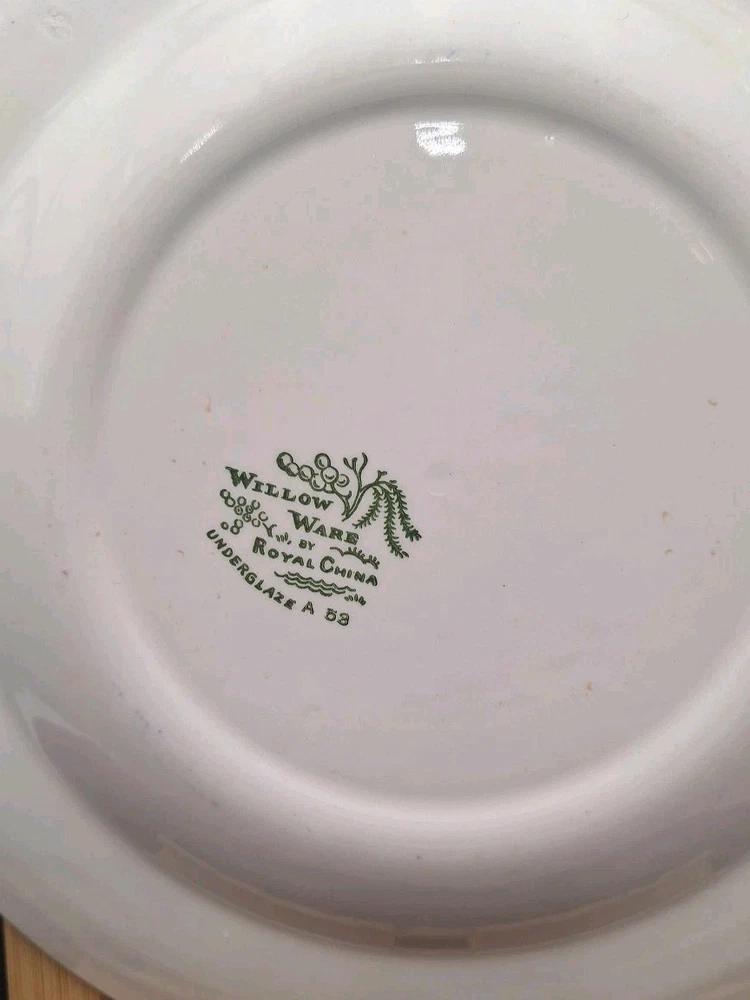 WILLOW
WARE
BY
ROYAL CHINA
UNDERGLAZE A 53